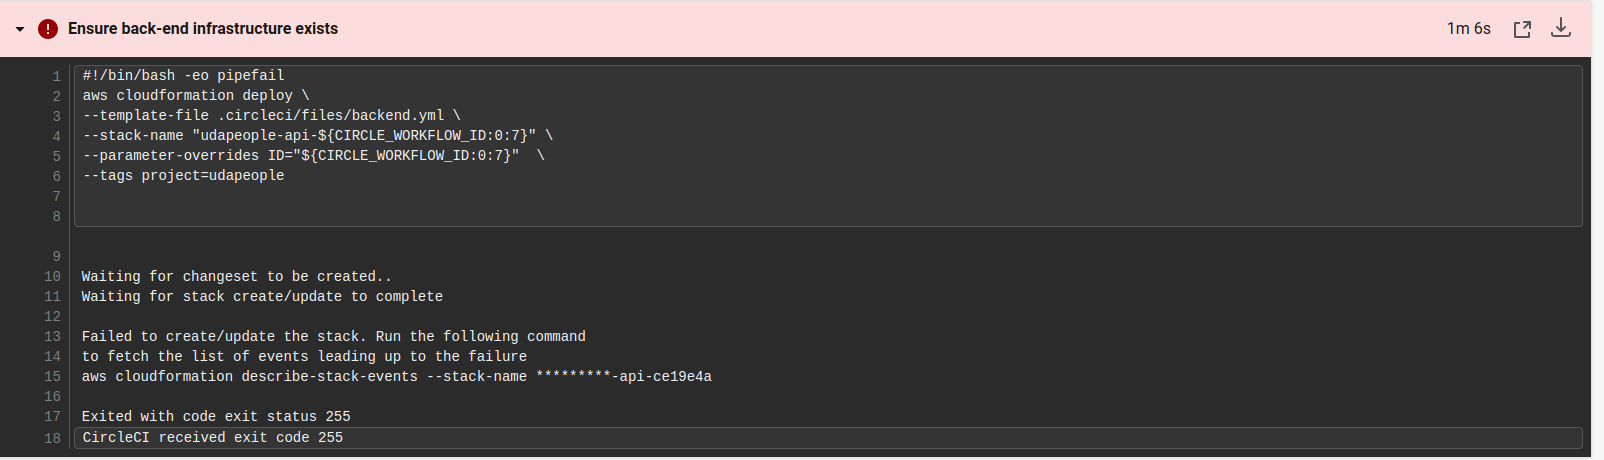 Ensure back-end infrastructure exists 1m 6s
1 #!/bin/bash -eo pipefail
2 aws cloudformation deploy \
3 --template-file .circleci/files/backend.yml \
4 --stack-name "udapeople-api-${CIRCLE_WORKFLOW_ID:0:7}" \
5 --parameter-overrides ID="${CIRCLE_WORKFLOW_ID:0:7}"  \
6 --tags project=udapeople
7
8
9
10 Waiting for changeset to be created..
11 Waiting for stack create/update to complete
12
13 Failed to create/update the stack. Run the following command
14 to fetch the list of events leading up to the failure
15 aws cloudformation describe-stack-events --stack-name *********-api-ce19e4a
16
17 Exited with code exit status 255
18 CircleCI received exit code 255